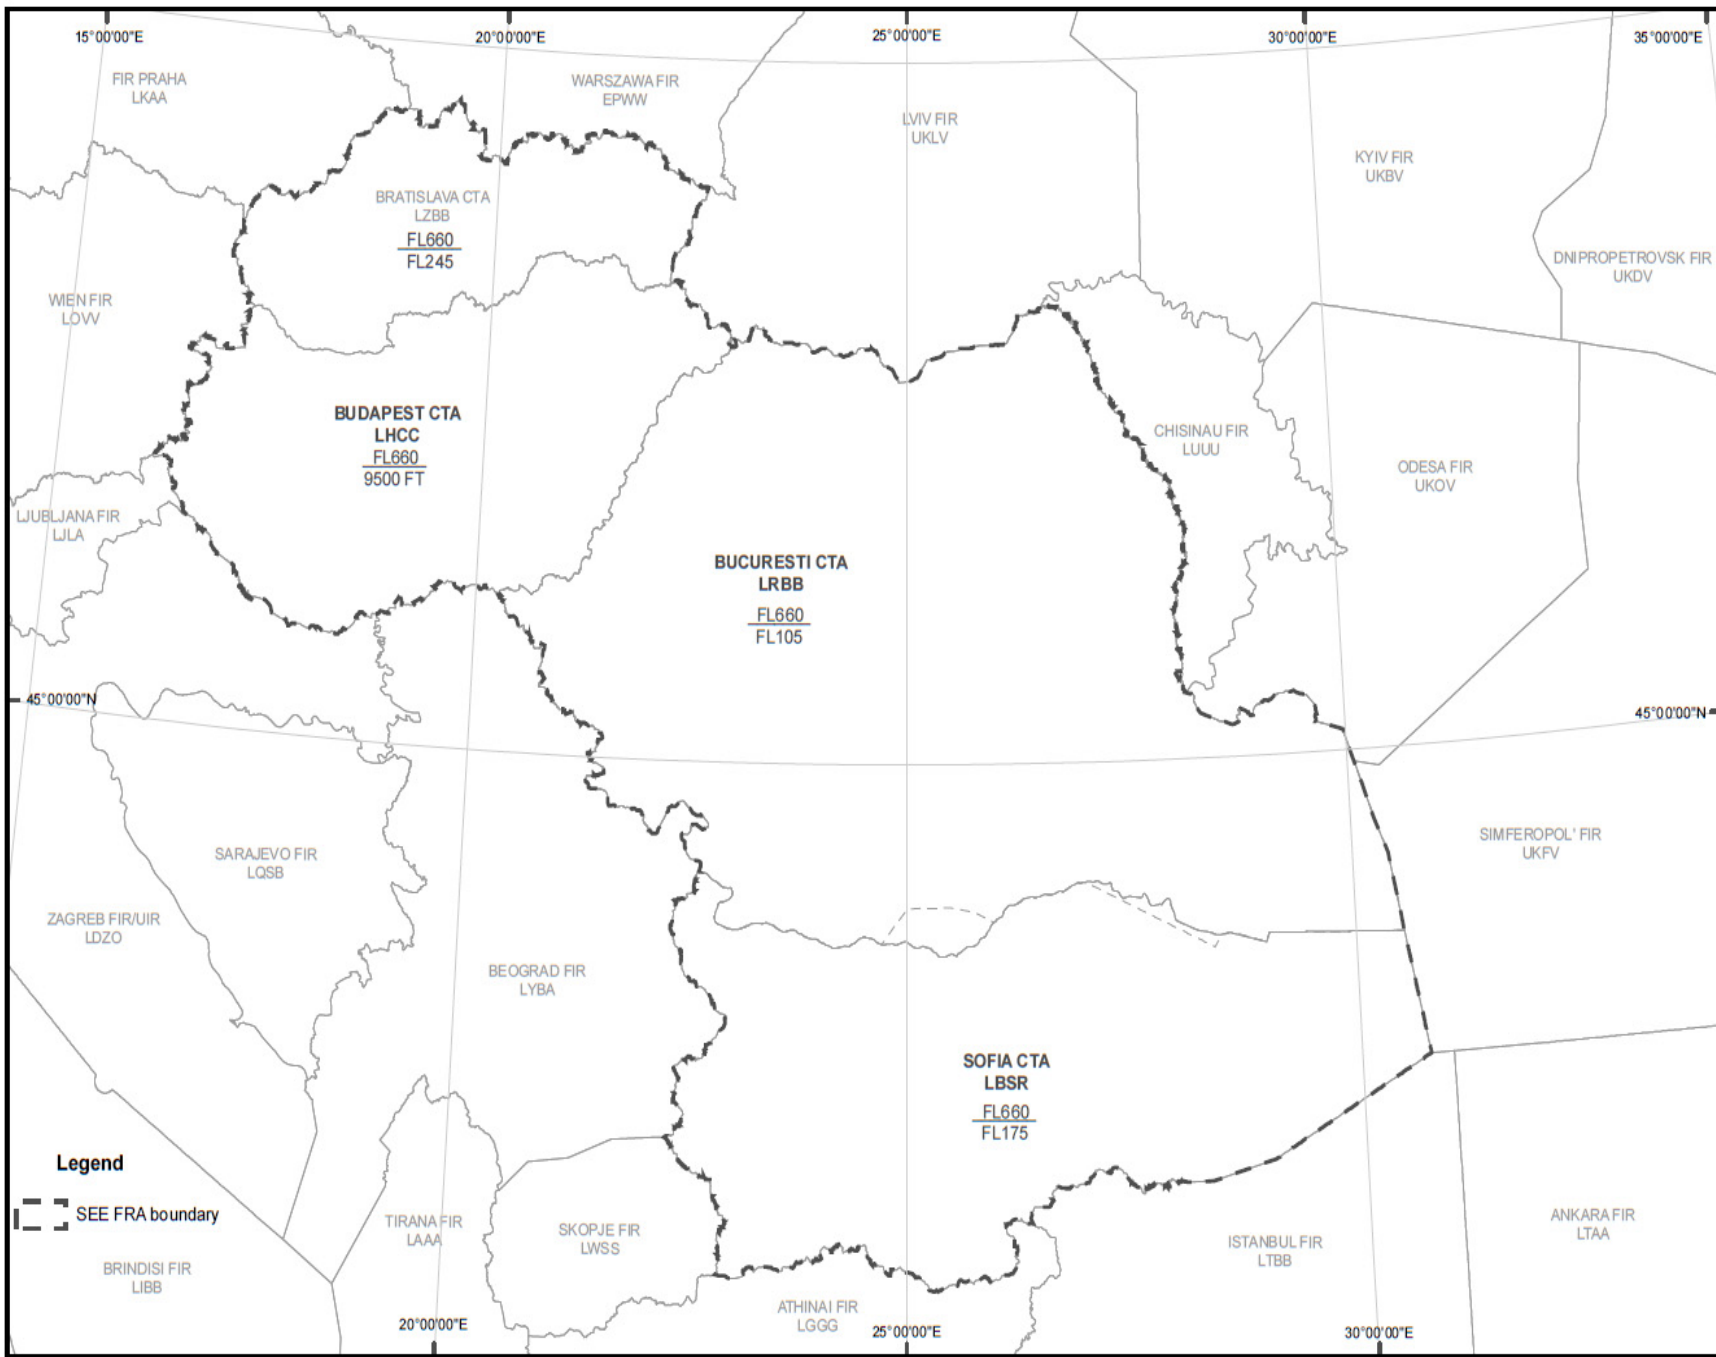 15°00'00"E
20°00'00"E
25°00'00"E
30°00'00"E
35°00'00"E
FIR PRAHA
LKAA
WARSZAWA FIR
EPWW
LVIV FIR
UKLV
KYIV FIR
UKBV
BRATISLAVA CTA
LZBB
FL660
FL245
DNIPROPETROVSK FIR
UKDV
WIEN FIR
LOVV
BUDAPEST CTA
LHCC
FL660
9500 FT
CHISINAU FIR
LUUU
ODESA FIR
UKOV
LJUBLJANA FIR
LJLA
BUCURESTI CTA
LRBB
FL660
FL105
45°00'00"N
45°00'00"N
SARAJEVO FIR
LQSB
SIMFEROPOL' FIR
UKFV
ZAGREB FIR/UIR
LDZO
BEOGRAD FIR
LYBA
SOFIA CTA
LBSR
FL660
FL175
Legend
SEE FRA boundary
TIRANA FIR
LAAA
SKOPJE FIR
LWSS
ISTANBUL FIR
LTBB
ANKARA FIR
LTAA
BRINDISI FIR
LIBB
ATHINAI FIR
LGGG
20°00'00"E
25°00'00"E
30°00'00"E